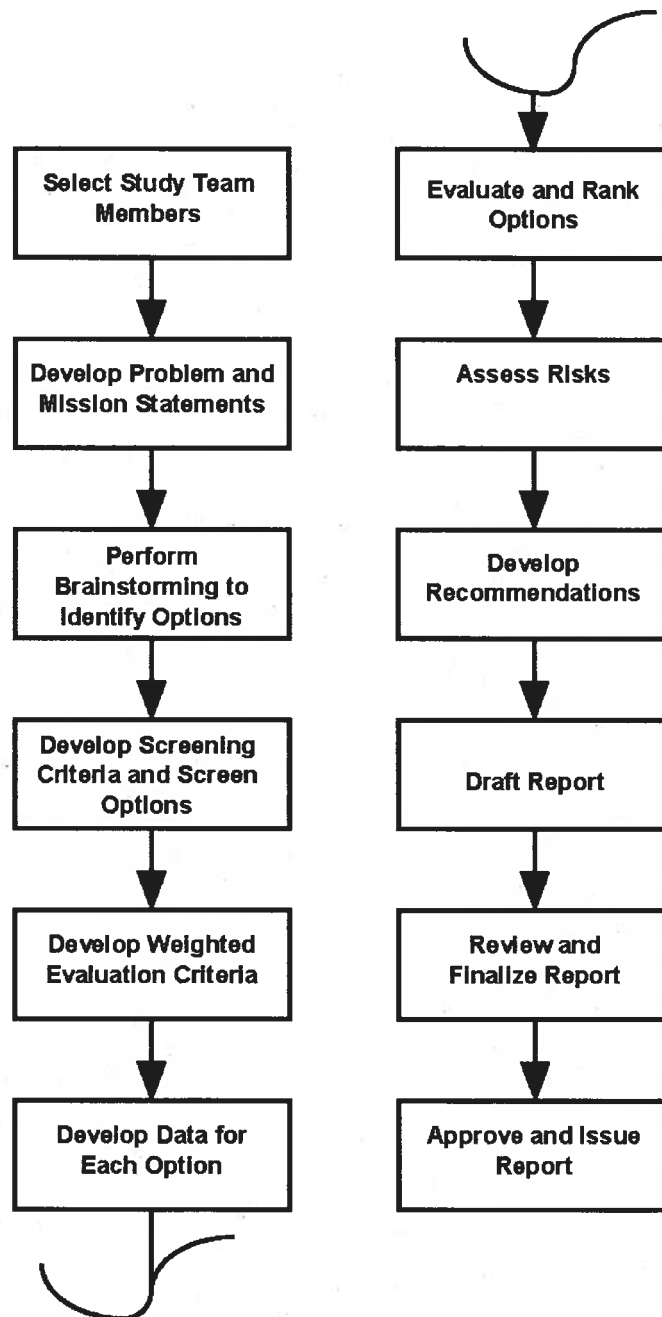 Select Study Team
Members
Develop Problem and
Mission Statements
Perform
Brainstorming to
Identify Options
Develop Screening
Criteria and Screen
Options
Develop Weighted
Evaluation Criteria
Develop Data for
Each Option
Evaluate and Rank
Options
Assess Risks
Develop
Recommendations
Draft Report
Review and
Finalize Report
Approve and Issue
Report